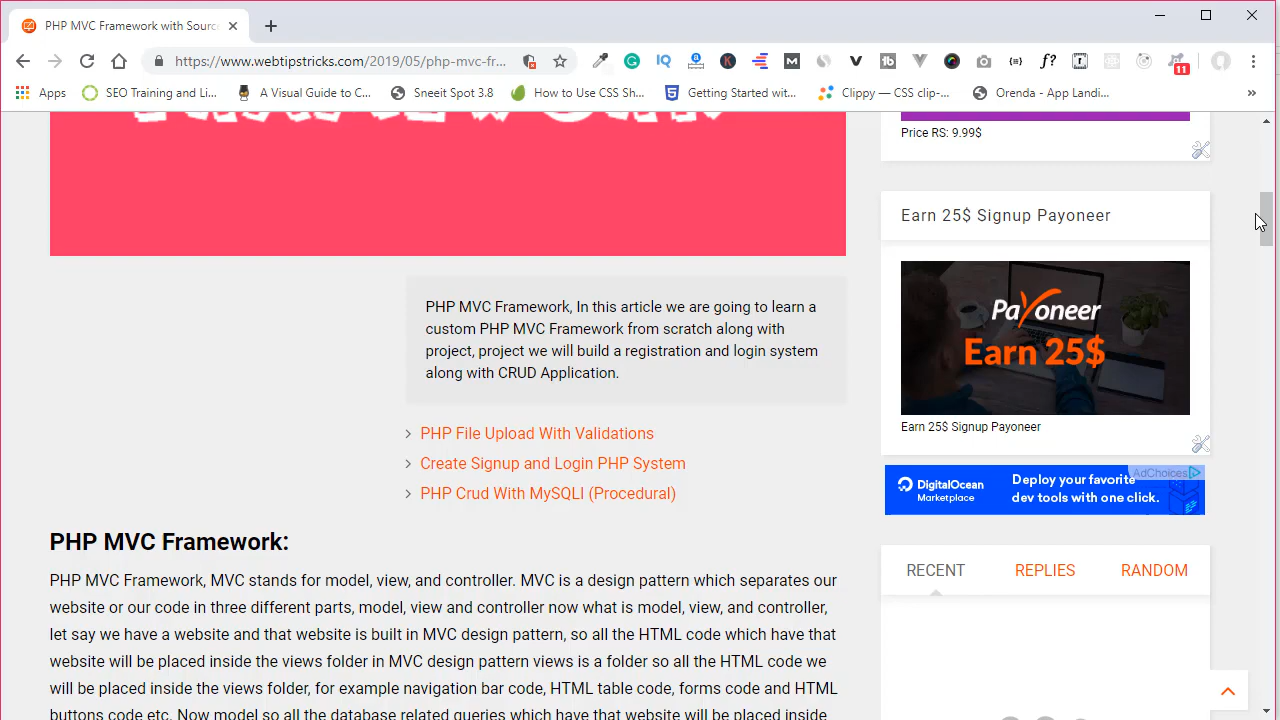 PHP MVC Framework with Sourc
https://www.webtipstricks.com/2019/05/php-mvc-fr...
11
Apps
SEO Training and Li...
A Visual Guide to C...
Sneeit Spot 3.8
How to Use CSS Sh...
Getting Started wit...
Clippy — CSS clip-...
Orenda - App Landi...
Price RS: 9.99$
Earn 25$ Signup Payoneer
Payoneer
Earn 25$
Earn 25$ Signup Payoneer
PHP MVC Framework, In this article we are going to learn a
custom PHP MVC Framework from scratch along with
project, project we will build a registration and login system
along with CRUD Application.
PHP File Upload With Validations
Create Signup and Login PHP System
PHP Crud With MySQLI (Procedural)
AdChoices
DigitalOcean
Marketplace
Deploy your favorite
dev tools with one click.
RECENT
REPLIES
RANDOM
PHP MVC Framework:
PHP MVC Framework, MVC stands for model, view, and controller. MVC is a design pattern which separates our
website or our code in three different parts, model, view and controller now what is model, view, and controller,
let say we have a website and that website is built in MVC design pattern, so all the HTML code which have that
website will be placed inside the views folder in MVC design pattern views is a folder so all the HTML code we
will be placed inside the views folder, for example navigation bar code, HTML table code, forms code and HTML
buttons code etc. Now model so all the database related queries which have that website will be placed inside